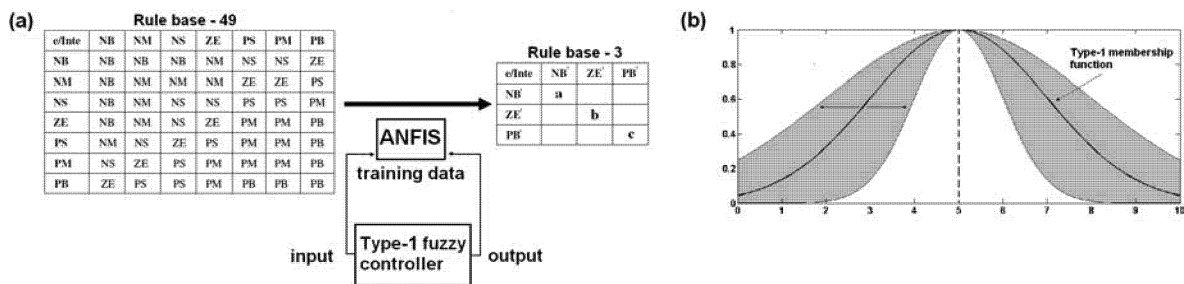 (a)
Rule base - 49
e/Inte NB NM NS ZE PS PM PB
NB NB NB NB NM NS NS ZE
NM NB NM NM NM ZE ZE PS
NS NB NM NS NS PS PS PM
ZE NB NM NS ZE PM PM PB
PS NM NS ZE PS PM PM PB
PM NS ZE PS PM PM PM PB
PB ZE PS PS PM PB PB PB
Rule base - 3
e/Inte NB' ZE' PB'
NB' a
ZE' b
PB' c
ANFIS
training data
input
Type-1 fuzzy
controller
output
(b)
1
0.8
0.6
0.4
0.2
0
0 1 2 3 4 5 6 7 8 9 10
Type-1 membership
function